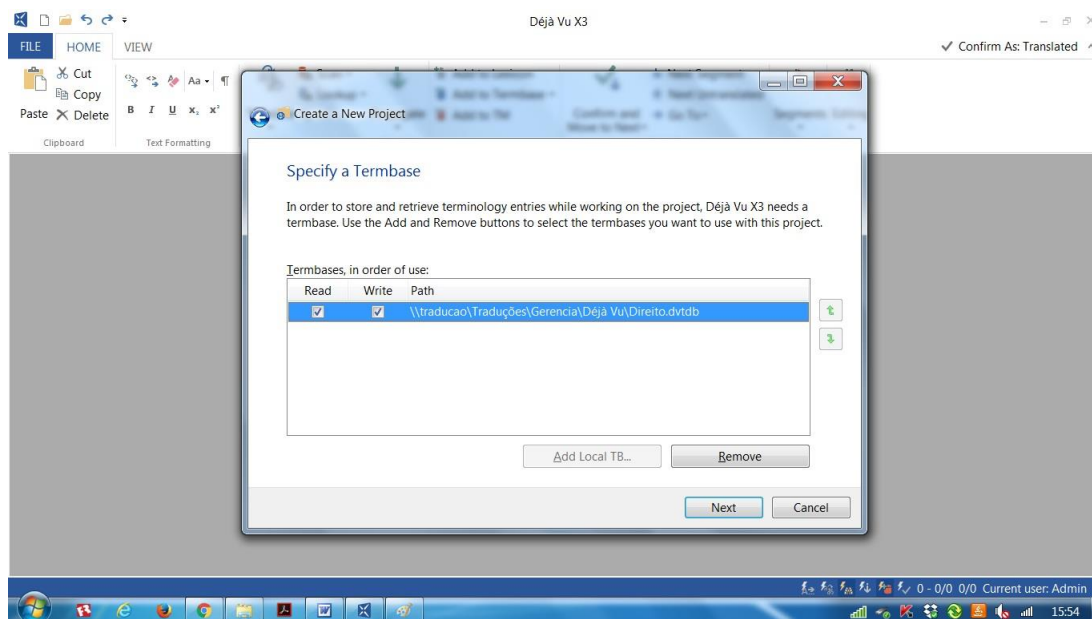 Déjà Vu X3
FILE HOME VIEW
Confirm As: Translated
Cut
Copy
Paste Delete
Aa
B I U x₂ x²
Clipboard Text Formatting
Create a New Project
Specify a Termbase
In order to store and retrieve terminology entries while working on the project, Déjà Vu X3 needs a
termbase. Use the Add and Remove buttons to select the termbases you want to use with this project.
Termbases, in order of use:
Read Write Path
\\traducao\Traduções\Gerencia\Déjà Vu\Direito.dvtdb
Add Local TB... Remove
Next Cancel
0 - 0/0 0/0 Current user: Admin
15:54